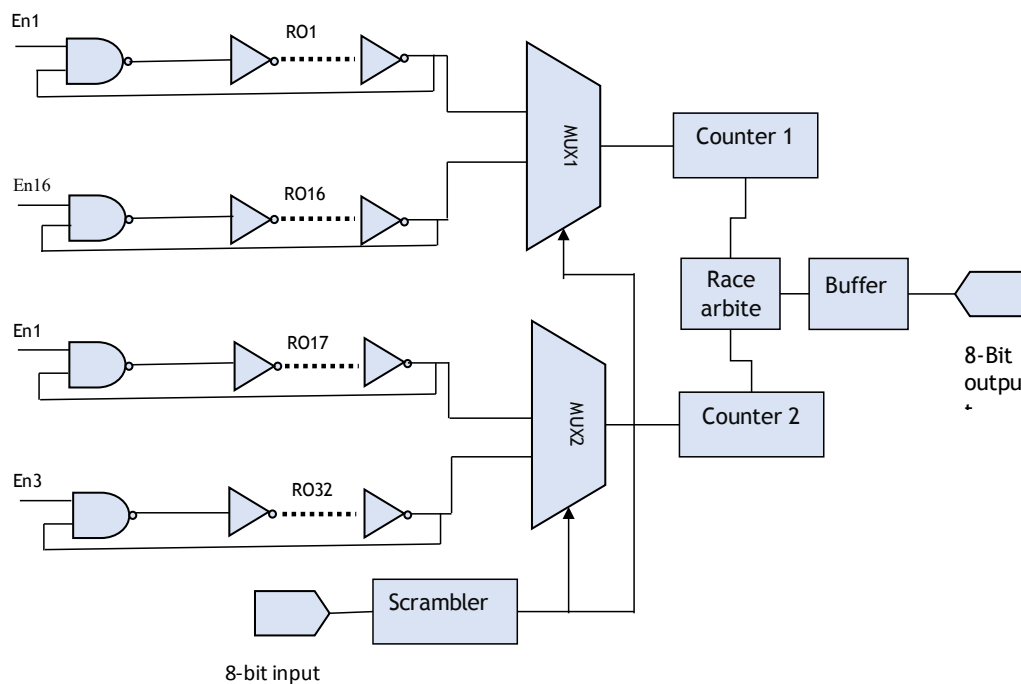 En1
RO1
MUX1
Counter 1
En16
RO16
Race
arbite
Buffer
En1
RO17
8-Bit
outpu
MUX2
Counter 2
En3
RO32
Scrambler
8-bit input